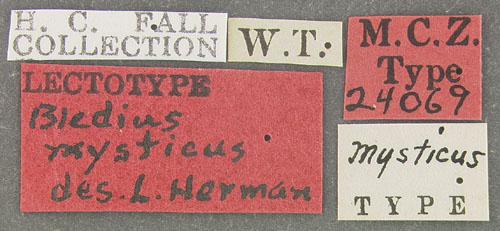 H. C. FALL
COLLECTION
W.T.
M.C.Z.
Type
24069
LECTOTYPE
Bledius
mysticus
des. L. Herman
mysticus
TYPE